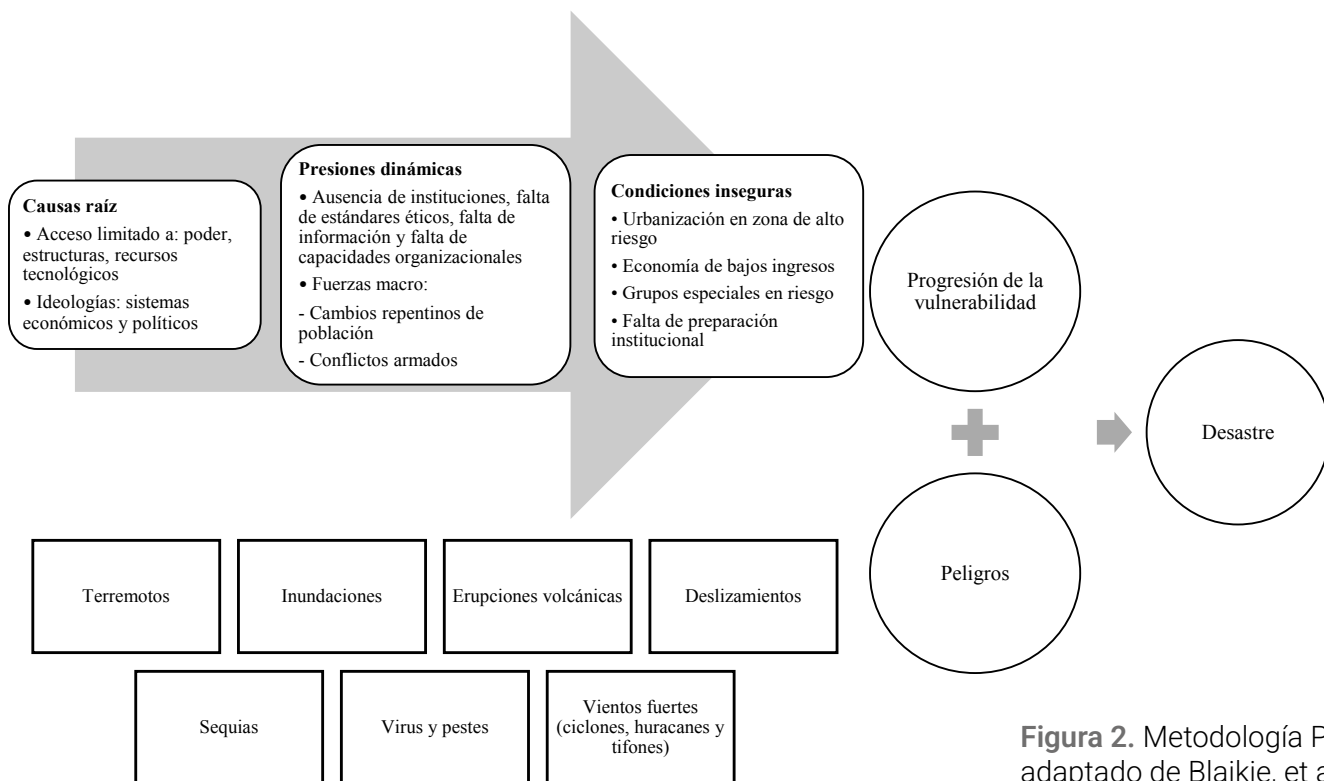 Causas raíz
• Acceso limitado a: poder,
estructuras, recursos
tecnológicos
• Ideologías: sistemas
económicos y políticos
Presiones dinámicas
• Ausencia de instituciones, falta
de estándares éticos, falta de
información y falta de
capacidades organizacionales
• Fuerzas macro:
- Cambios repentinos de
población
- Conflictos armados
Condiciones inseguras
• Urbanización en zona de alto
riesgo
• Economía de bajos ingresos
• Grupos especiales en riesgo
• Falta de preparación
institucional
Progresión de la
vulnerabilidad
Desastre
Peligros
Terremotos
Inundaciones
Erupciones volcánicas
Deslizamientos
Sequias
Virus y pestes
Vientos fuertes
(ciclones, huracanes y
tifones)
Figura 2. Metodología P
adaptado de Blaikie, et a